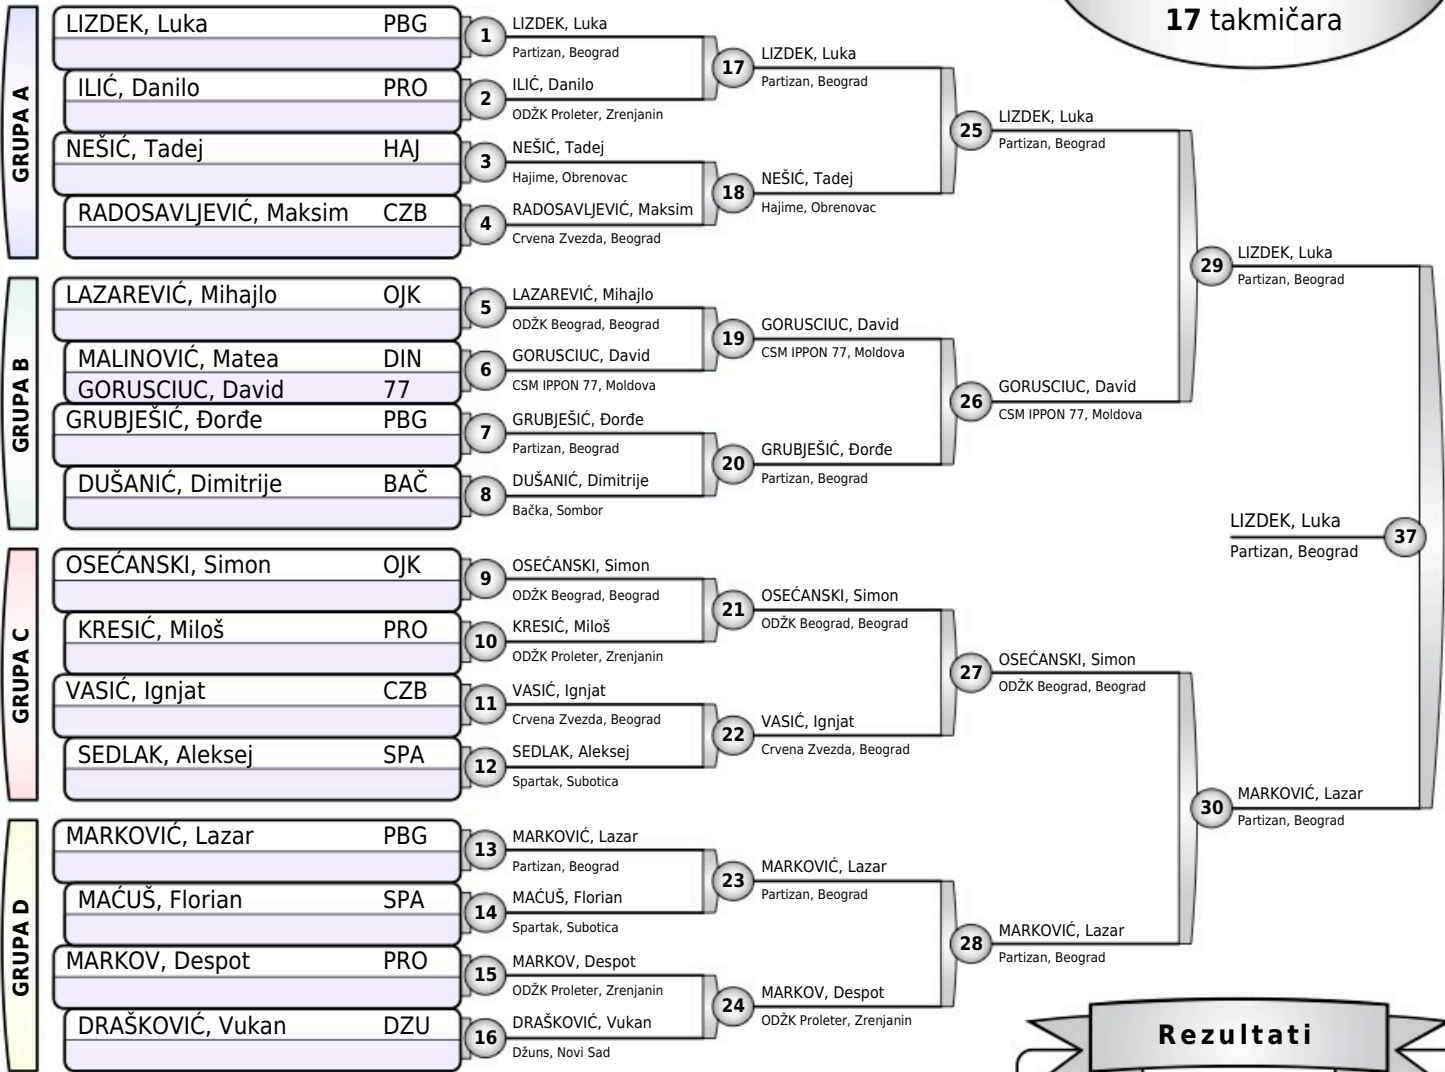 17 takmičara
GRUPA A
LIZDEK, Luka PBG
ILIĆ, Danilo PRO
NEŠIĆ, Tadej HAJ
RADOSAVLJEVIĆ, Maksim CZB
GRUPA B
LAZAREVIĆ, Mihajlo OJK
MALINOVIĆ, Matea DIN
GORUSCIUC, David 77
GRUBJEŠIĆ, Đorđe PBG
DUŠANIĆ, Dimitrije BAČ
GRUPA C
OSEĆANSKI, Simon OJK
KRESIĆ, Miloš PRO
VASIĆ, Ignjat CZB
SEDLAK, Aleksej SPA
GRUPA D
MARKOVIĆ, Lazar PBG
MAĆUŠ, Florian SPA
MARKOV, Despot PRO
DRAŠKOVIĆ, Vukan DZU
1 LIZDEK, Luka
Partizan, Beograd
2 ILIĆ, Danilo
ODŽK Proleter, Zrenjanin
3 NEŠIĆ, Tadej
Hajime, Obrenovac
4 RADOSAVLJEVIĆ, Maksim
Crvena Zvezda, Beograd
5 LAZAREVIĆ, Mihajlo
ODŽK Beograd, Beograd
6 GORUSCIUC, David
CSM IPPON 77, Moldova
7 GRUBJEŠIĆ, Đorđe
Partizan, Beograd
8 DUŠANIĆ, Dimitrije
Bačka, Sombor
9 OSEĆANSKI, Simon
ODŽK Beograd, Beograd
10 KRESIĆ, Miloš
ODŽK Proleter, Zrenjanin
11 VASIĆ, Ignjat
Crvena Zvezda, Beograd
12 SEDLAK, Aleksej
Spartak, Subotica
13 MARKOVIĆ, Lazar
Partizan, Beograd
14 MAĆUŠ, Florian
Spartak, Subotica
15 MARKOV, Despot
ODŽK Proleter, Zrenjanin
16 DRAŠKOVIĆ, Vukan
Džuns, Novi Sad
17 LIZDEK, Luka
Partizan, Beograd
18 NEŠIĆ, Tadej
Hajime, Obrenovac
19 GORUSCIUC, David
CSM IPPON 77, Moldova
20 GRUBJEŠIĆ, Đorđe
Partizan, Beograd
21 OSEĆANSKI, Simon
ODŽK Beograd, Beograd
22 VASIĆ, Ignjat
Crvena Zvezda, Beograd
23 MARKOVIĆ, Lazar
Partizan, Beograd
24 MARKOV, Despot
ODŽK Proleter, Zrenjanin
25 LIZDEK, Luka
Partizan, Beograd
26 GORUSCIUC, David
CSM IPPON 77, Moldova
27 OSEĆANSKI, Simon
ODŽK Beograd, Beograd
28 MARKOVIĆ, Lazar
Partizan, Beograd
29 LIZDEK, Luka
Partizan, Beograd
30 MARKOVIĆ, Lazar
Partizan, Beograd
LIZDEK, Luka 37
Partizan, Beograd
Rezultati